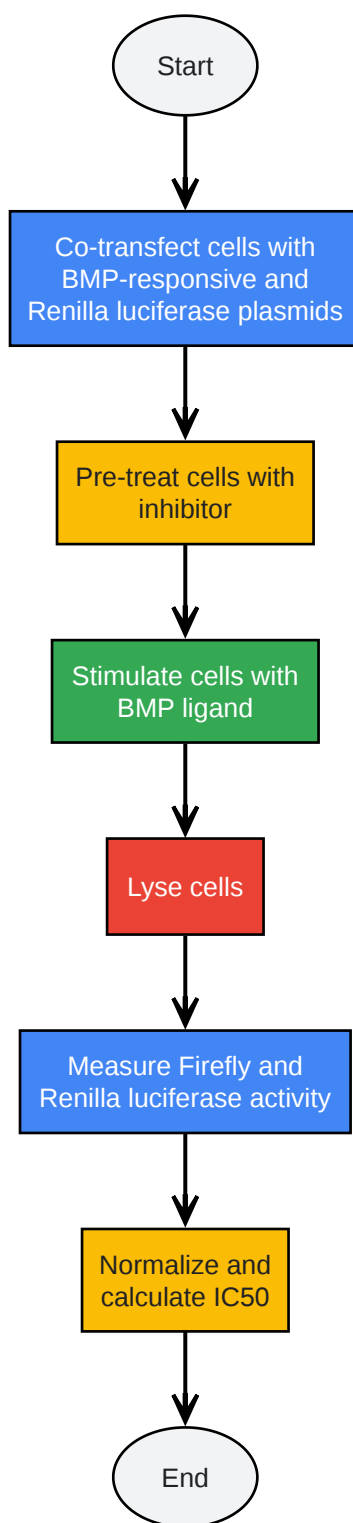 Start
Co-transfect cells with
BMP-responsive and
Renilla luciferase plasmids
Pre-treat cells with
inhibitor
Stimulate cells with
BMP ligand
Lyse cells
Measure Firefly and
Renilla luciferase activity
Normalize and
calculate IC50
End